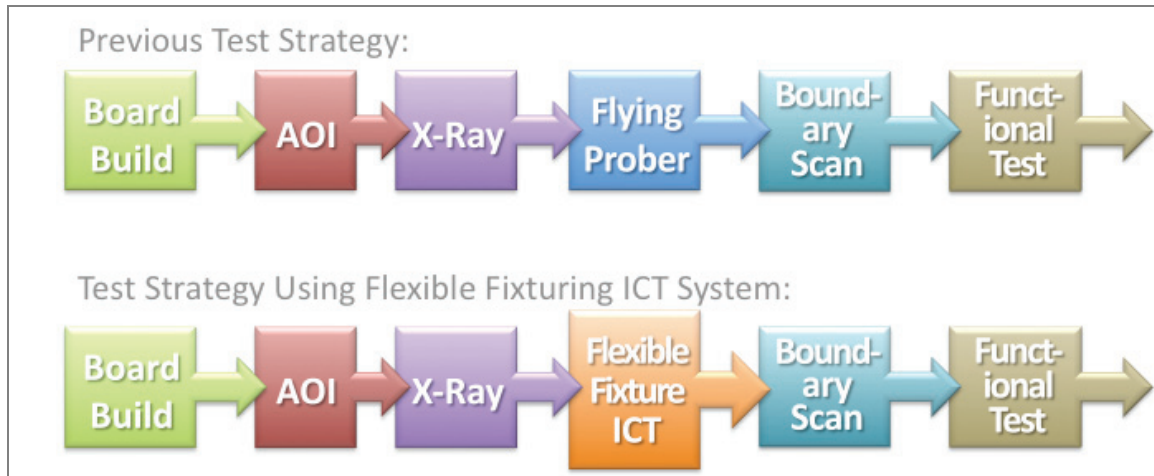 Previous Test Strategy:
Board
Build
AOI
X-Ray
Flying
Prober
Bound-
ary
Scan
Funct-
ional
Test
Test Strategy Using Flexible Fixturing ICT System:
Board
Build
AOI
X-Ray
Flexible
Fixture
ICT
Bound-
ary
Scan
Funct-
ional
Test